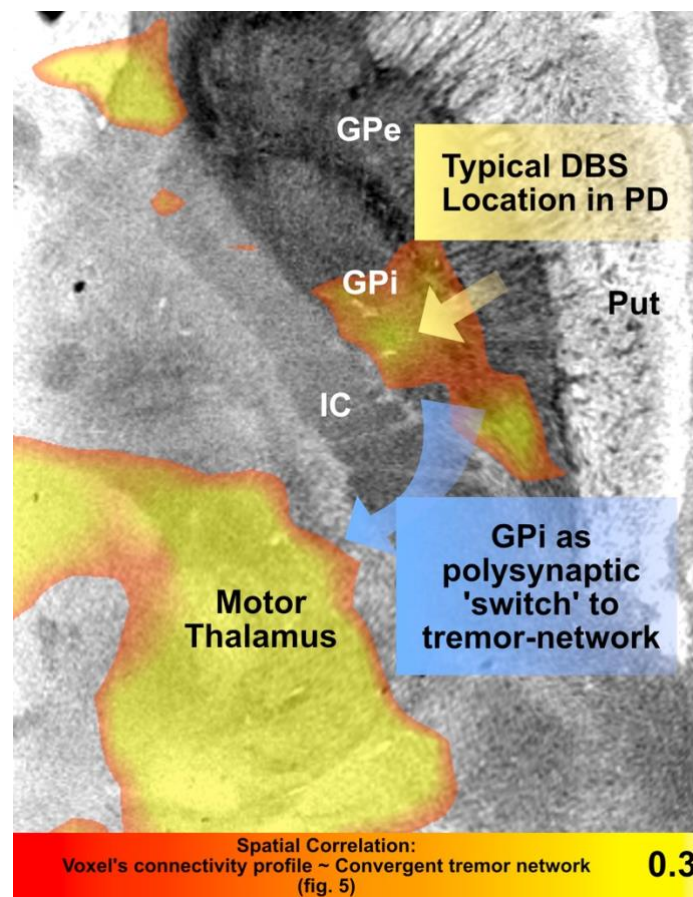 GPe
Typical DBS
Location in PD
GPi
Put
IC
GPi as
polysynaptic
'switch' to
tremor-network
Motor
Thalamus
Spatial Correlation:
Voxel's connectivity profile ~ Convergent tremor network
(fig. 5)
0.3